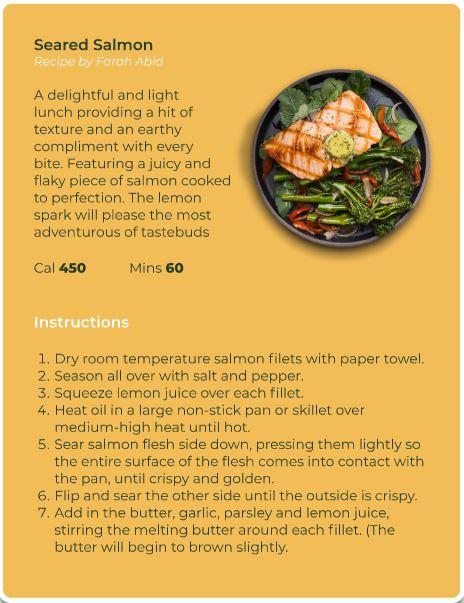 Seared Salmon
Recipe by Farah Abid
A delightful and light
lunch providing a hit of
texture and an earthy
compliment with every
bite. Featuring a juicy and
flaky piece of salmon cooked
to perfection. The lemon
spark will please the most
adventurous of tastebuds
Cal 450 Mins 60
Instructions
1. Dry room temperature salmon filets with paper towel.
2. Season all over with salt and pepper.
3. Squeeze lemon juice over each fillet.
4. Heat oil in a large non-stick pan or skillet over
medium-high heat until hot.
5. Sear salmon flesh side down, pressing them lightly so
the entire surface of the flesh comes into contact with
the pan, until crispy and golden.
6. Flip and sear the other side until the outside is crispy.
7. Add in the butter, garlic, parsley and lemon juice,
stirring the melting butter around each fillet. (The
butter will begin to brown slightly.